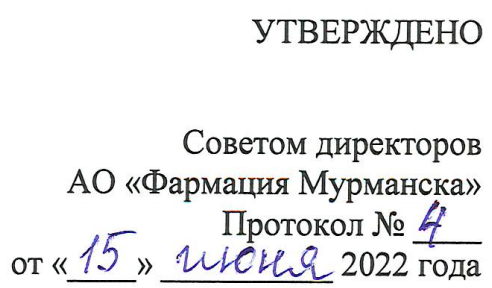 УТВЕРЖДЕНО
Советом директоров
АО «Фармация Мурманска»
Протокол № 4
от «15» июня 2022 года